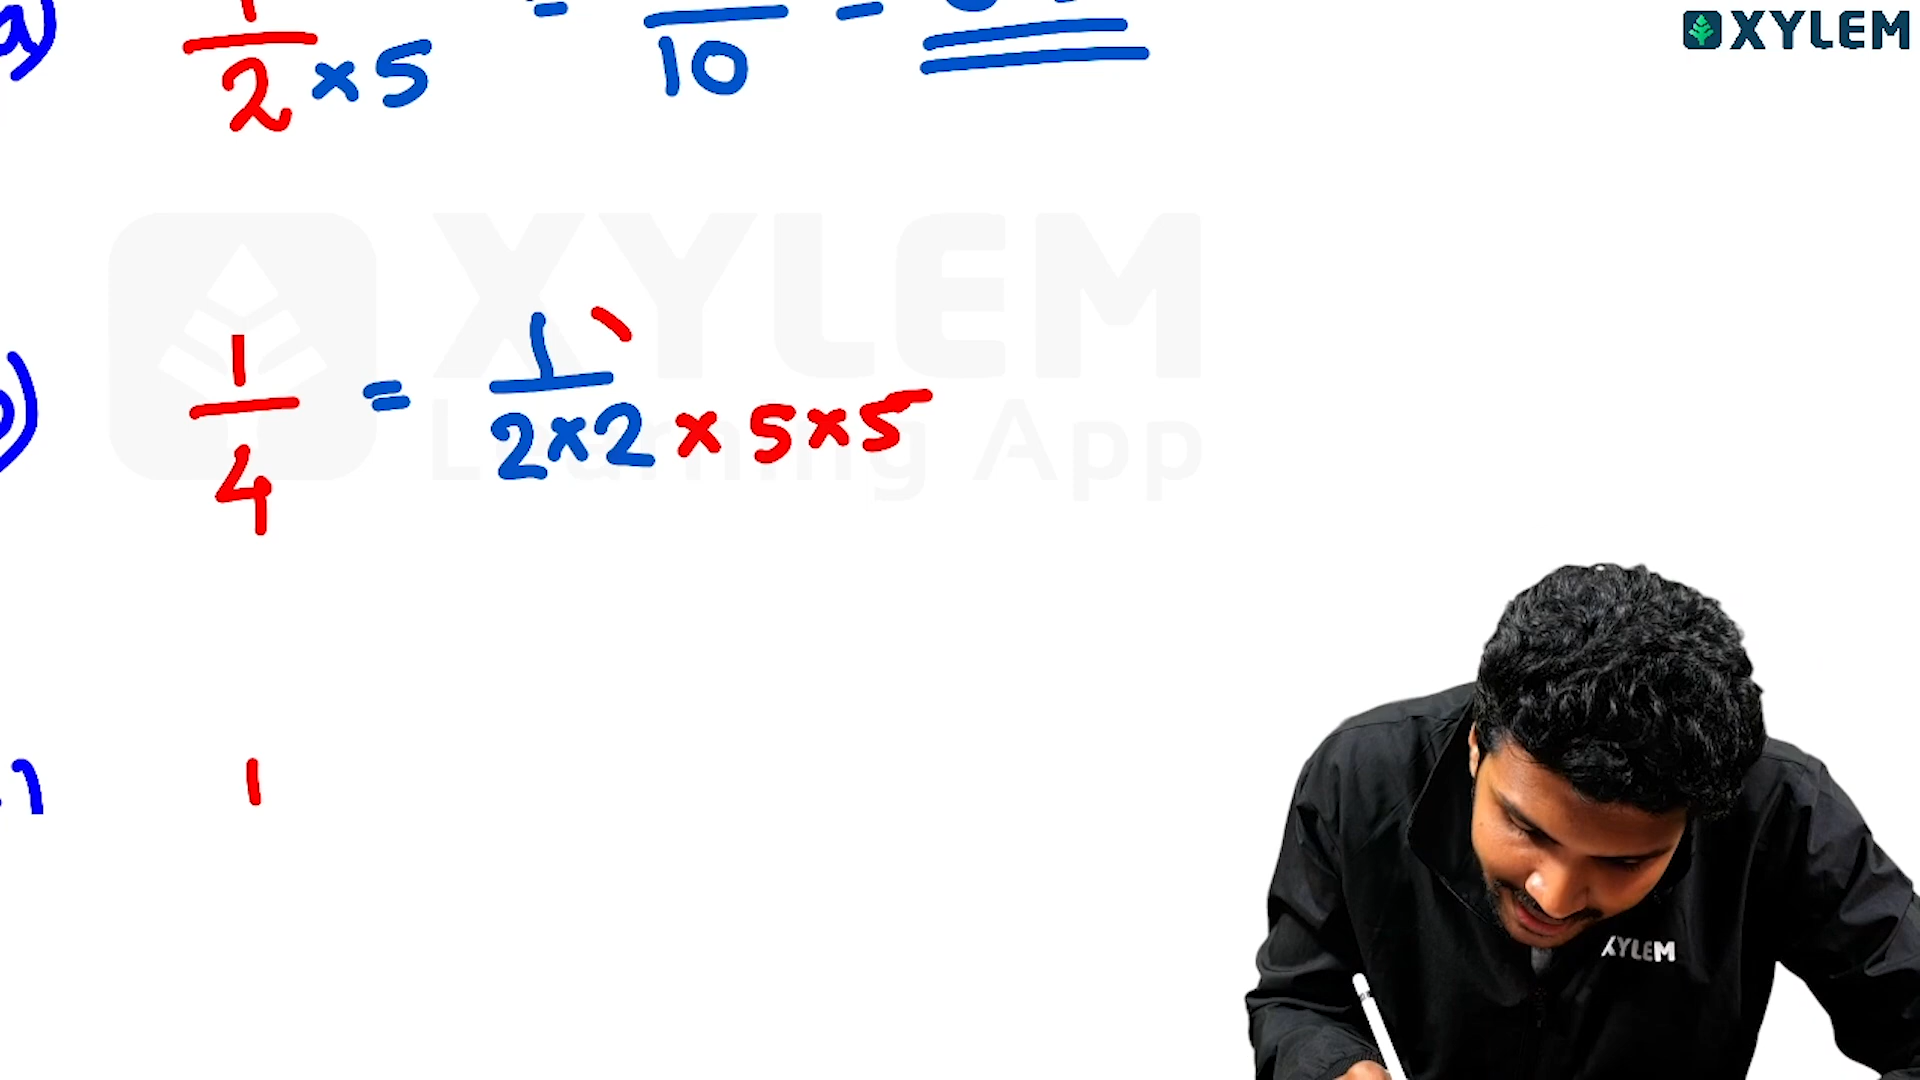 XYLEM
a) 1/2 × 5 = /10 =
XYLEM
Learning App
1/4 = 1/2×2 × 5×5
1
XYLEM